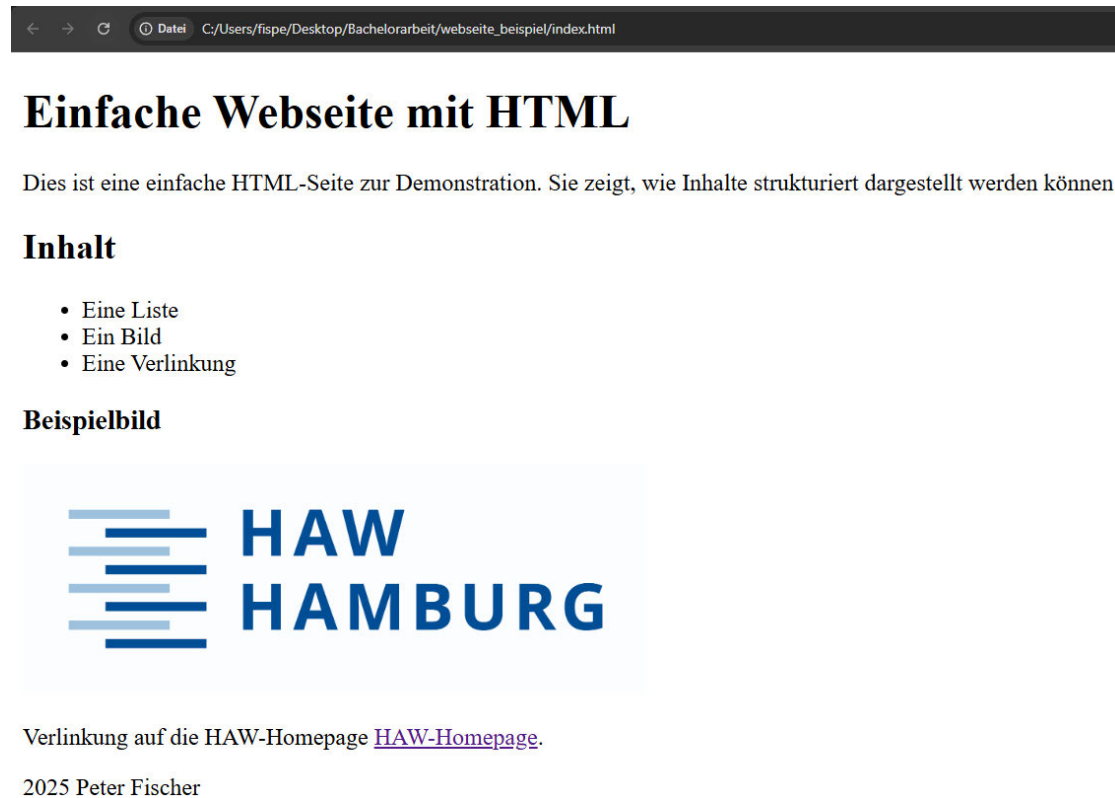 Datei C:/Users/fispe/Desktop/Bachelorarbeit/webseite_beispiel/index.html
Einfache Webseite mit HTML
Dies ist eine einfache HTML-Seite zur Demonstration. Sie zeigt, wie Inhalte strukturiert dargestellt werden können
Inhalt
• Eine Liste
• Ein Bild
• Eine Verlinkung
Beispielbild
HAW
HAMBURG
Verlinkung auf die HAW-Homepage HAW-Homepage.
2025 Peter Fischer